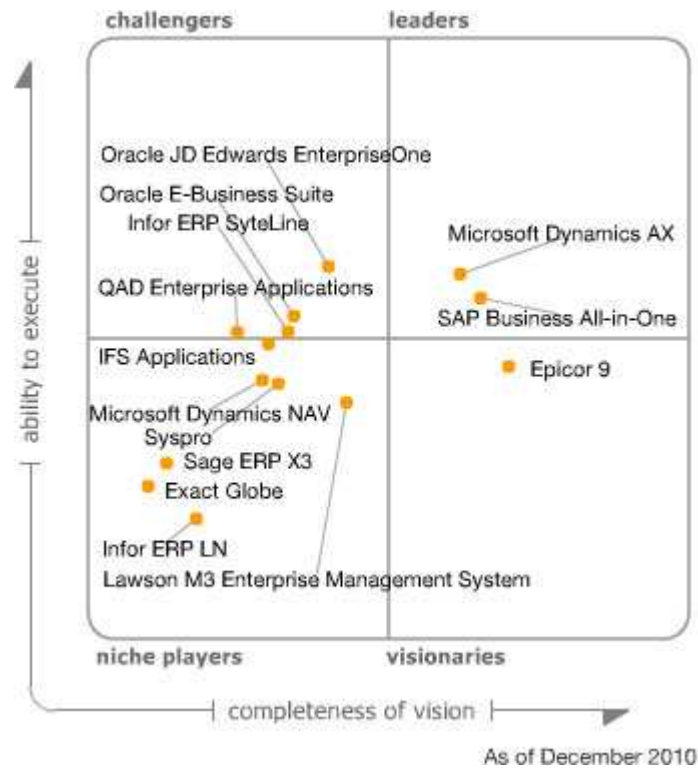 challengers
leaders
Oracle JD Edwards EnterpriseOne
Oracle E-Business Suite
Infor ERP SyteLine
Microsoft Dynamics AX
QAD Enterprise Applications
SAP Business All-in-One
IFS Applications
Epicor 9
Microsoft Dynamics NAV
Syspro
Sage ERP X3
Exact Globe
Infor ERP LN
Lawson M3 Enterprise Management System
niche players
visionaries
ability to execute
completeness of vision
As of December 2010